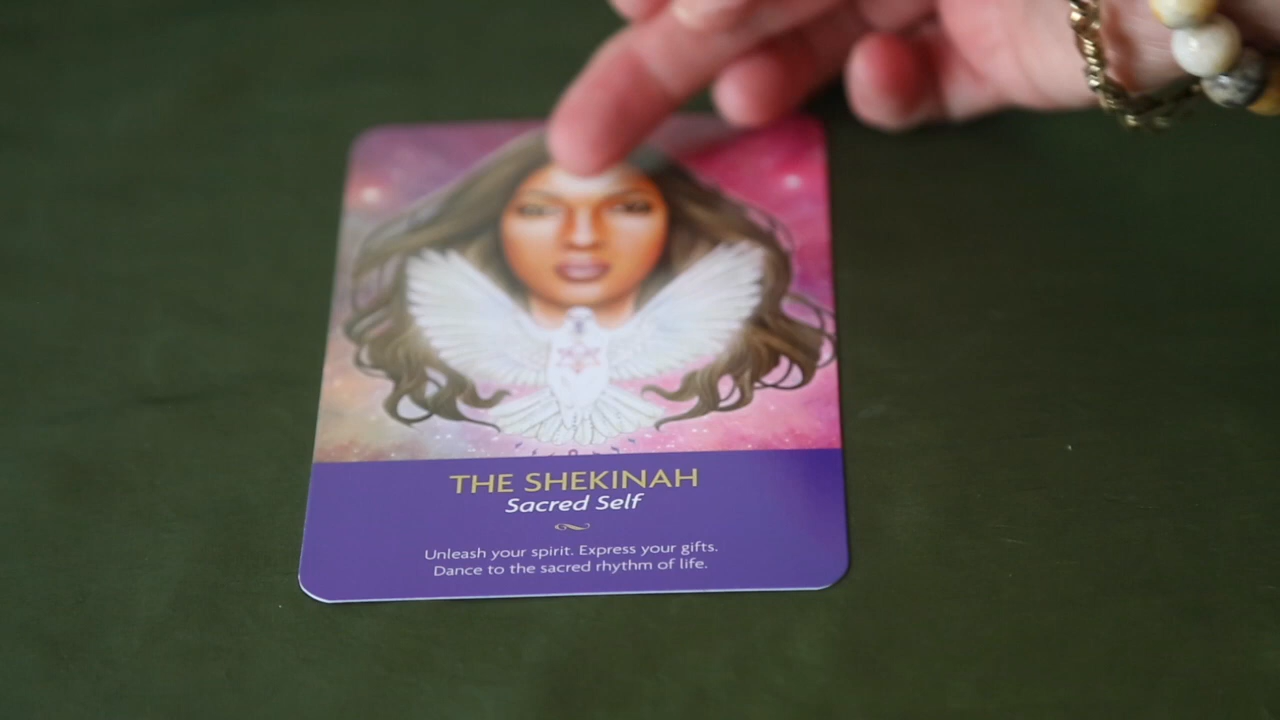 THE SHEKINAH
Sacred Self
Unleash your spirit. Express your gifts.
Dance to the sacred rhythm of life.